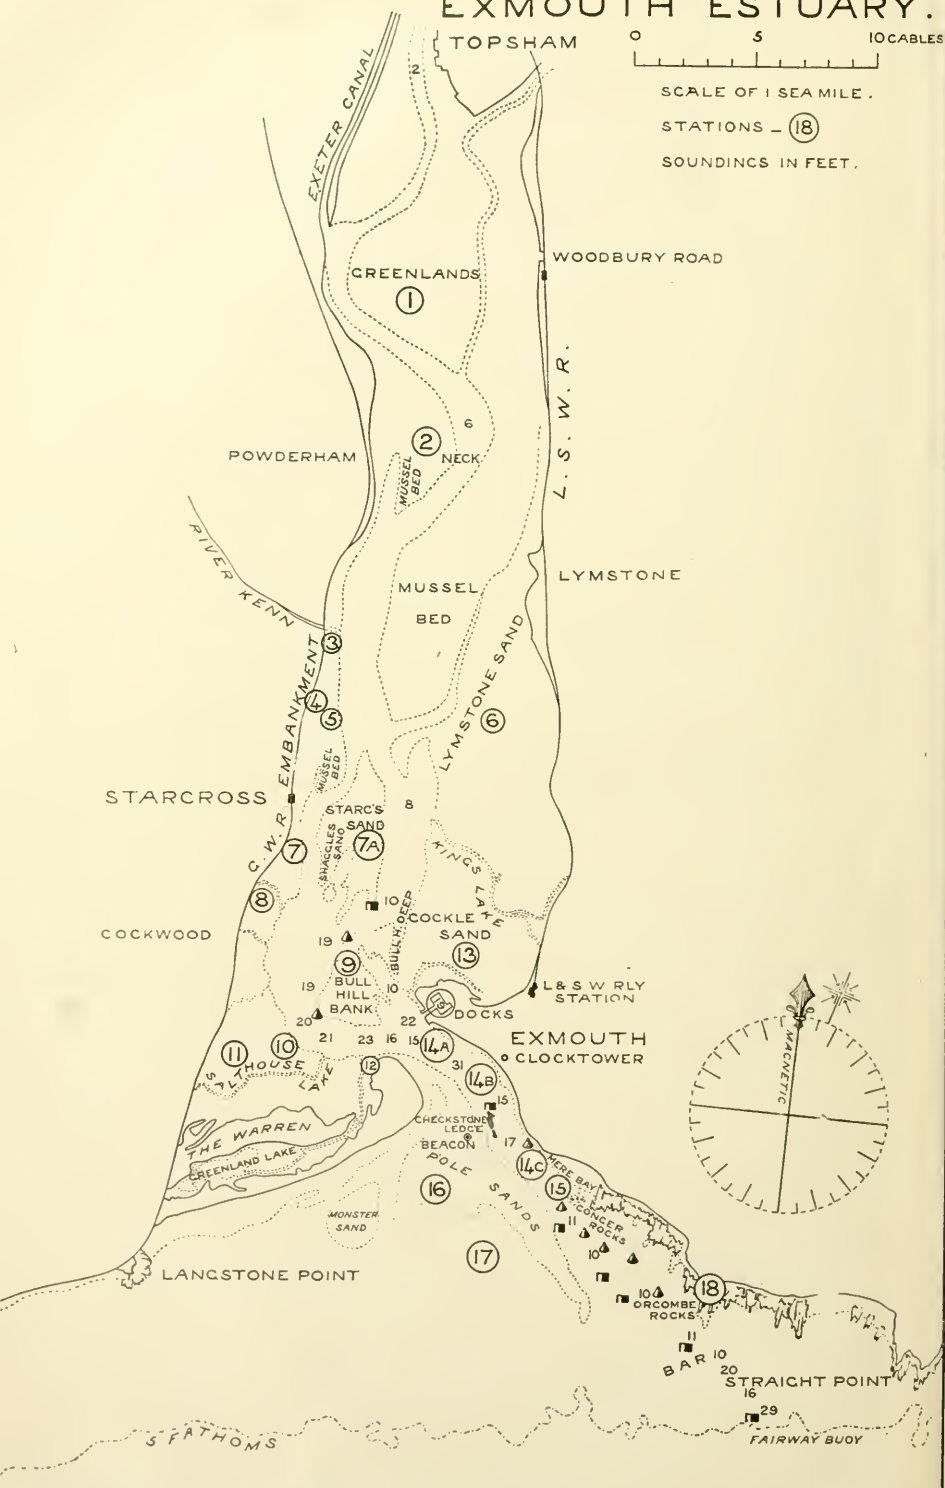 EXMOUTH ESTUARY.
0 5 10 CABLES
SCALE OF 1 SEA MILE.
STATIONS _ 18
SOUNDINGS IN FEET.
TOPSHAM
EXETER CANAL
2
WOODBURY ROAD
GREENLANDS
1
L. S. W. R.
6
2
NECK
MUSSEL
BED
POWDERHAM
RIVER KENN
LYMSTONE
MUSSEL
BED
3
LYMSTONE SAND
4
5
6
G. W. R. EMBANKMENT
MUSSEL
BED
STARCROSS
STARC'S
SAND
8
7
7A
SHAGGLES
SAND
KINGS LAKE
8
10
BULL H. DEEP
COCKLE
SAND
COCKWOOD
19
13
9
BULL
HILL
BANK
19
10
L & S W RLY
STATION
20
22
DOCKS
21
23
16
15
14A
EXMOUTH
CLOCKTOWER
11
10
12
31
14B
SALTHOUSE LAKE
15
CHECKSTONE
LEDGE
THE WARREN
BEACON
17
GREENLAND LAKE
POLE SANDS
14C
MERE BAY
16
15
MONSTER
SAND
11
CONGER
ROCKS
17
10
LANGSTONE POINT
18
10
ORCOMBE
ROCKS
11
BAR
10
20
STRAIGHT POINT
16
29
FAIRWAY BUOY
5 FATHOMS
MAGNETIC